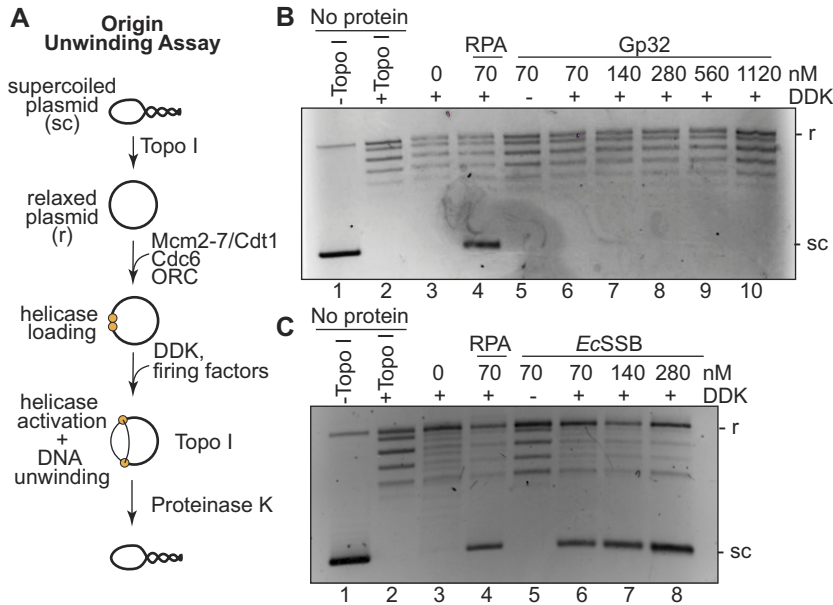 A
Origin
Unwinding Assay
supercoiled
plasmid
(sc)
Topo I
relaxed
plasmid
(r)
Mcm2-7/Cdt1
Cdc6
ORC
helicase
loading
DDK,
firing factors
helicase
activation
+
DNA
unwinding
Topo I
Proteinase K
B
No protein
-Topo I
+Topo I
RPA
Gp32
0 70 70 70 140 280 560 1120 nM
+ + - + + + + + DDK
- r
- sc
1 2 3 4 5 6 7 8 9 10
C
No protein
-Topo I
+Topo I
RPA
EcSSB
0 70 70 70 140 280 nM
+ + - + + + DDK
- r
- sc
1 2 3 4 5 6 7 8